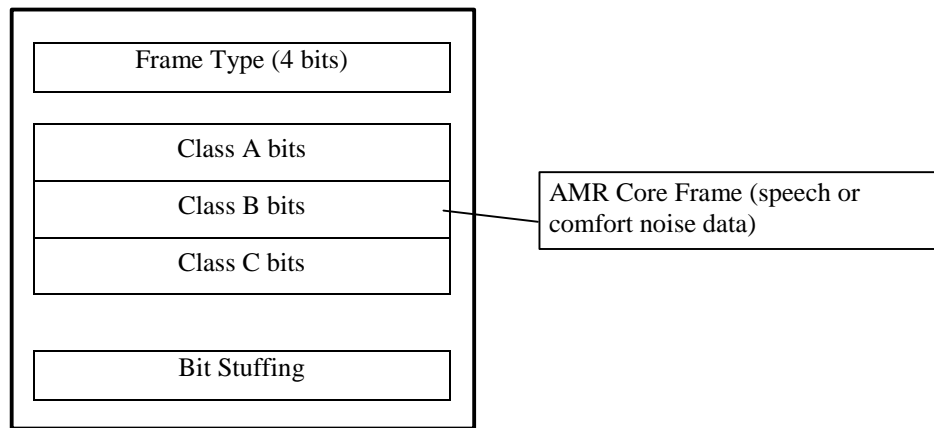 Frame Type (4 bits)
Class A bits
Class B bits
Class C bits
AMR Core Frame (speech or
comfort noise data)
Bit Stuffing